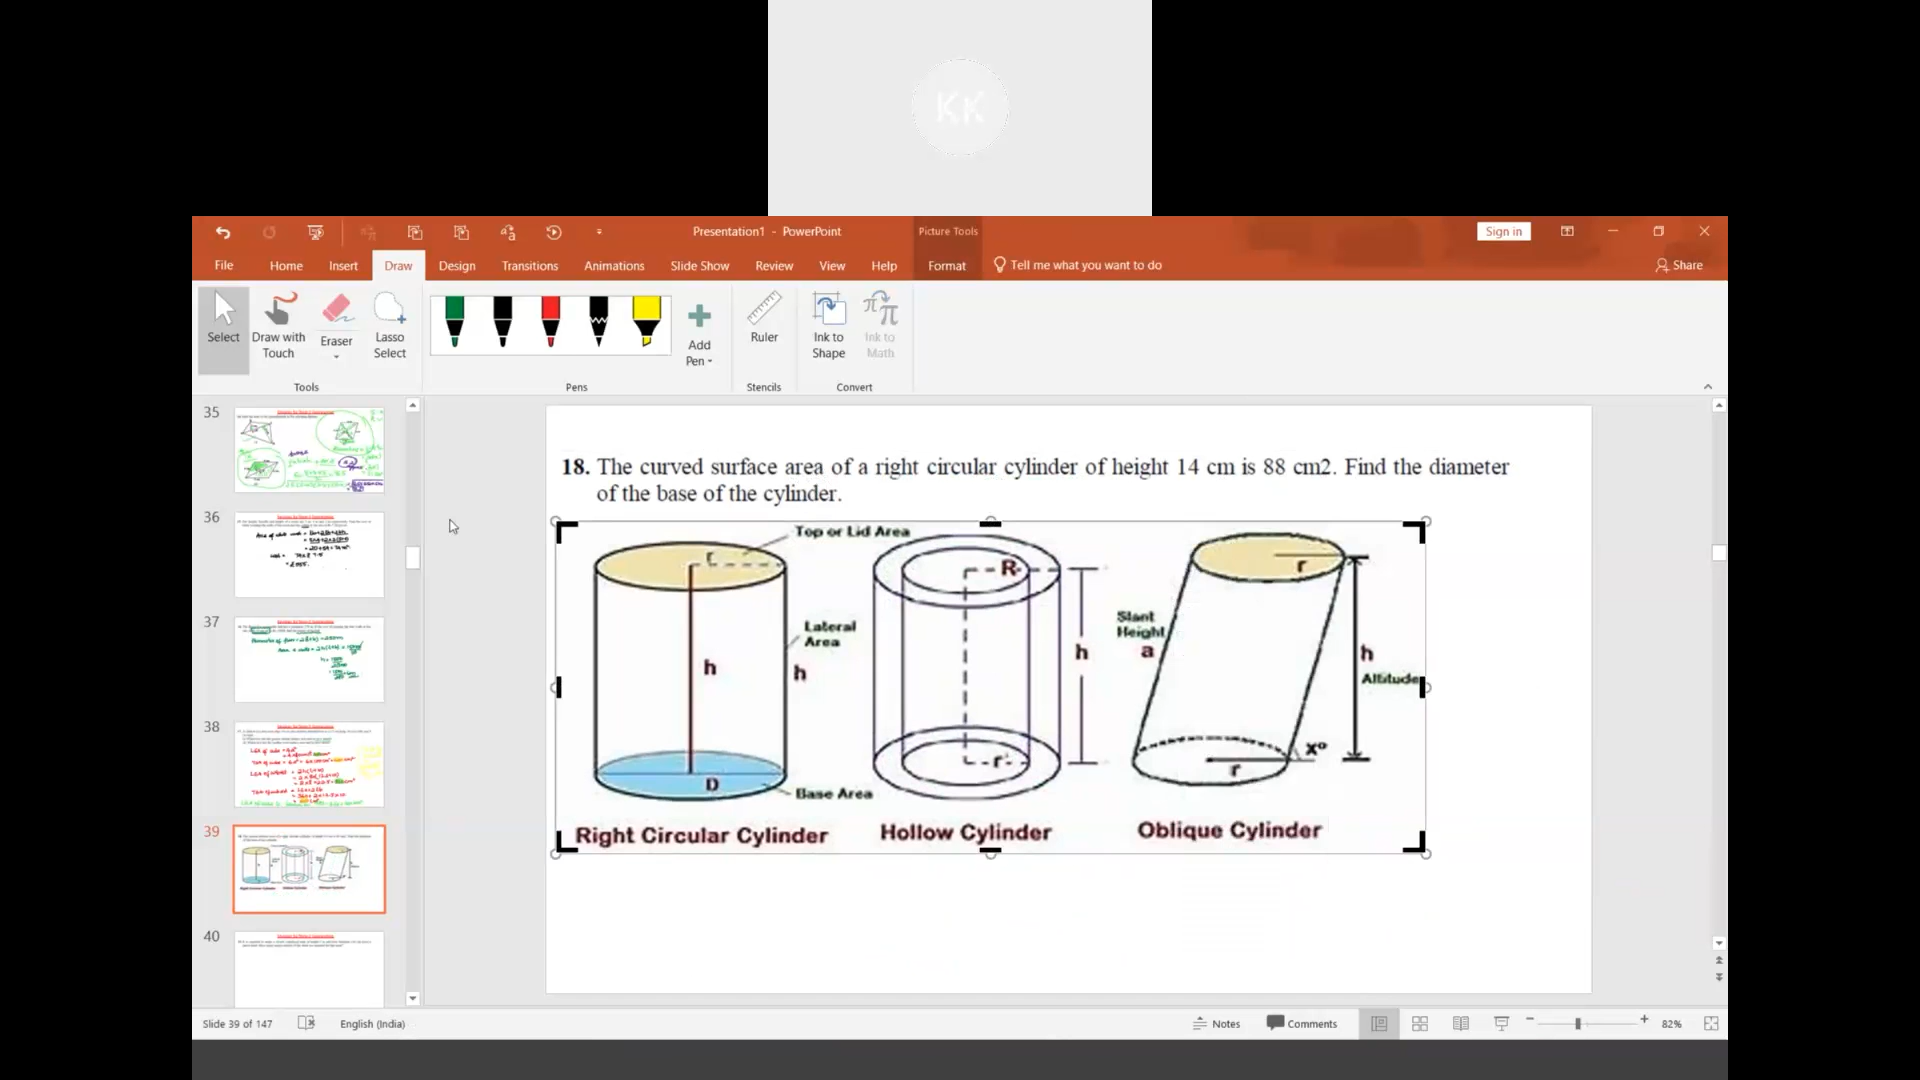 KK
Presentation1 - PowerPoint
Picture Tools
Sign in
File Home Insert Draw Design Transitions Animations Slide Show Review View Help Format Tell me what you want to do Share
Select
Draw with Touch
Eraser
Lasso Select
Add Pen
Ruler
Ink to Shape
Ink to Math
Tools Pens Stencils Convert
35
36
37
38
39
40
18. The curved surface area of a right circular cylinder of height 14 cm is 88 cm2. Find the diameter
of the base of the cylinder.
Top or Lid Area
r
Lateral
Area
h
h
D
Base Area
Right Circular Cylinder
R
h
r
Hollow Cylinder
r
Slant
Height
a
h
Altitude
x°
r
Oblique Cylinder
Slide 39 of 147 English (India) Notes Comments 82%